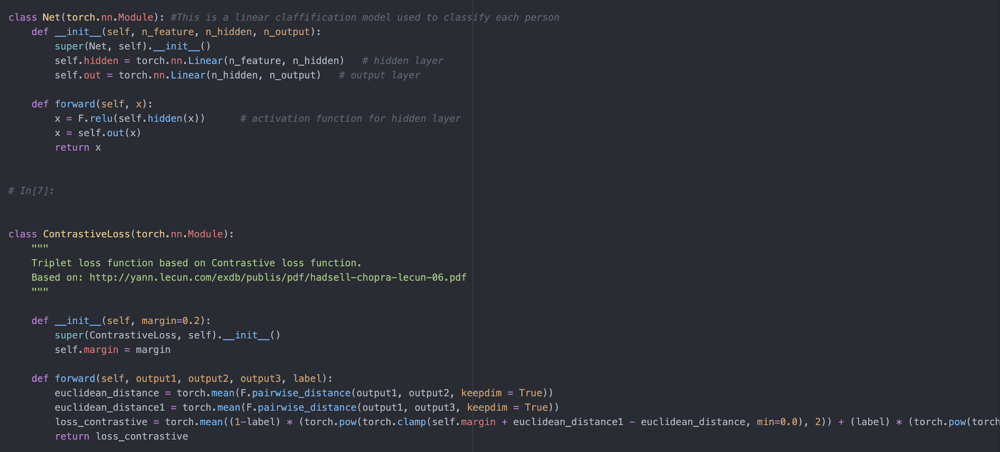 class Net(torch.nn.Module): #This is a linear claffification model used to classify each person
    def __init__(self, n_feature, n_hidden, n_output):
        super(Net, self).__init__()
        self.hidden = torch.nn.Linear(n_feature, n_hidden)   # hidden layer
        self.out = torch.nn.Linear(n_hidden, n_output)   # output layer
    def forward(self, x):
        x = F.relu(self.hidden(x))      # activation function for hidden layer
        x = self.out(x)
        return x
# In[7]:
class ContrastiveLoss(torch.nn.Module):
    """
    Triplet loss function based on Contrastive loss function.
    Based on: http://yann.lecun.com/exdb/publis/pdf/hadsell-chopra-lecun-06.pdf
    """
    def __init__(self, margin=0.2):
        super(ContrastiveLoss, self).__init__()
        self.margin = margin
    def forward(self, output1, output2, output3, label):
        euclidean_distance = torch.mean(F.pairwise_distance(output1, output2, keepdim = True))
        euclidean_distance1 = torch.mean(F.pairwise_distance(output1, output3, keepdim = True))
        loss_contrastive = torch.mean((1-label) * (torch.pow(torch.clamp(self.margin + euclidean_distance1 - euclidean_distance, min=0.0), 2)) + (label) * (torch.pow(torch
        return loss_contrastive